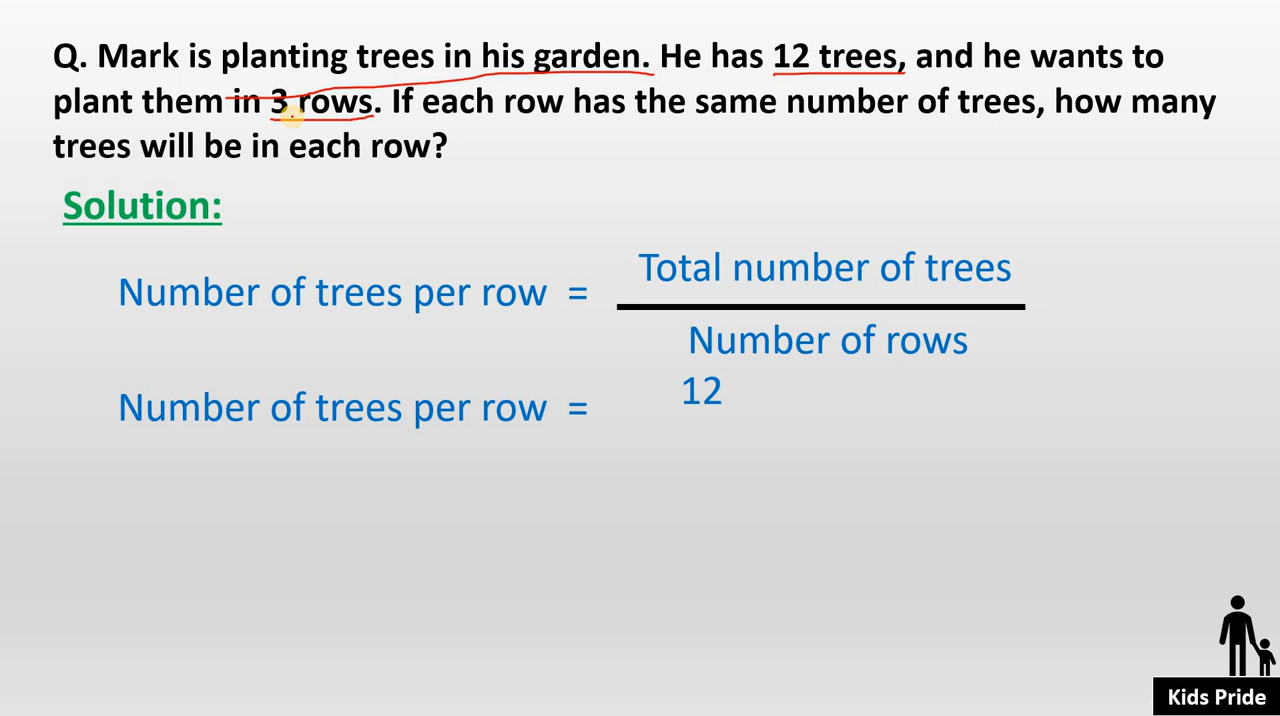 Q. Mark is planting trees in his garden. He has 12 trees, and he wants to
plant them in 3 rows. If each row has the same number of trees, how many
trees will be in each row?
Solution:
Number of trees per row = Total number of trees
Number of rows
Number of trees per row = 12
Kids Pride